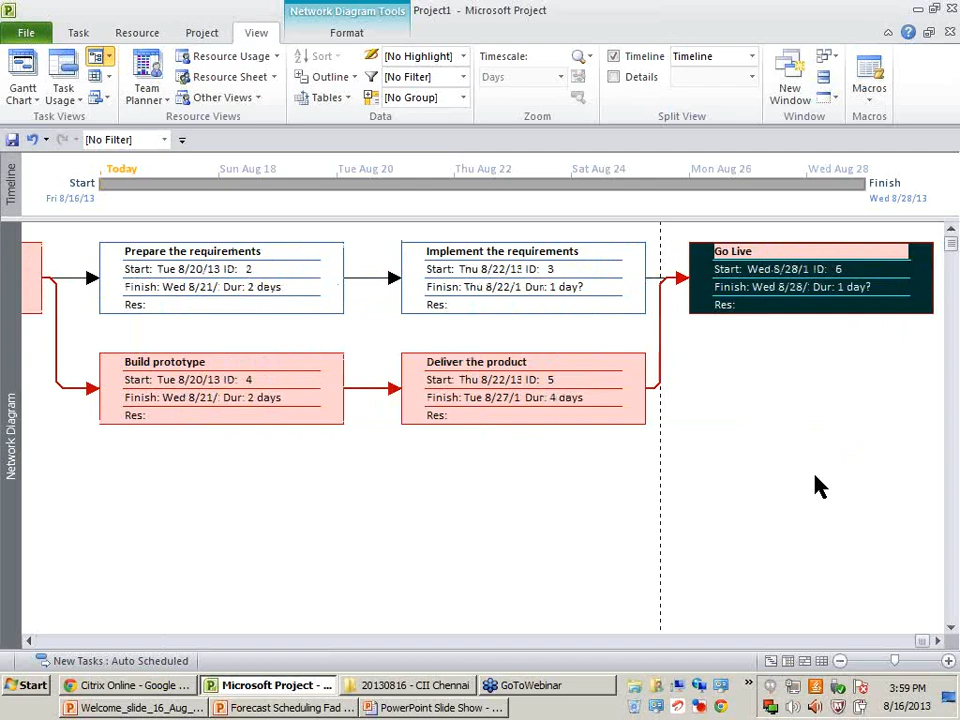 Network Diagram Tools Project1 - Microsoft Project
File Task Resource Project View Format
Gantt Chart Task Usage Team Planner Resource Usage Resource Sheet Other Views
Sort Outline Tables [No Highlight] [No Filter] [No Group]
Timescale: Days
Timeline Timeline Details
New Window Macros
Task Views Resource Views Data Zoom Split View Window Macros
[No Filter]
Timeline
Today Sun Aug 18 Tue Aug 20 Thu Aug 22 Sat Aug 24 Mon Aug 26 Wed Aug 28
Start Finish
Fri 8/16/13 Wed 8/28/13
Network Diagram
Prepare the requirements
Start: Tue 8/20/13 ID: 2
Finish: Wed 8/21/ Dur: 2 days
Res:
Implement the requirements
Start: Thu 8/22/13 ID: 3
Finish: Thu 8/22/1 Dur: 1 day?
Res:
Go Live
Start: Wed 8/28/1 ID: 6
Finish: Wed 8/28/ Dur: 1 day?
Res:
Build prototype
Start: Tue 8/20/13 ID: 4
Finish: Wed 8/21/ Dur: 2 days
Res:
Deliver the product
Start: Thu 8/22/13 ID: 5
Finish: Tue 8/27/1 Dur: 4 days
Res:
New Tasks : Auto Scheduled
Start Citrix Online - Google ... Microsoft Project - ... 20130816 - CII Chennai GoToWebinar 3:59 PM
Welcome_slide_16_Aug_... Forecast Scheduling Fad ... PowerPoint Slide Show - ... 8/16/2013